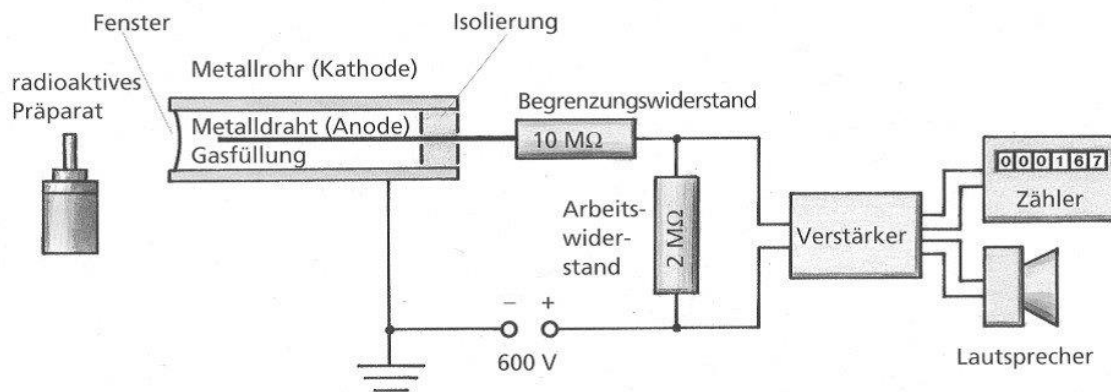 Fenster
Isolierung
radioaktives
Präparat
Metallrohr (Kathode)
Metalldraht (Anode)
Gasfüllung
Begrenzungswiderstand
10 MΩ
Arbeits-
wider-
stand
2 MΩ
Verstärker
000167
Zähler
Lautsprecher
– +
600 V